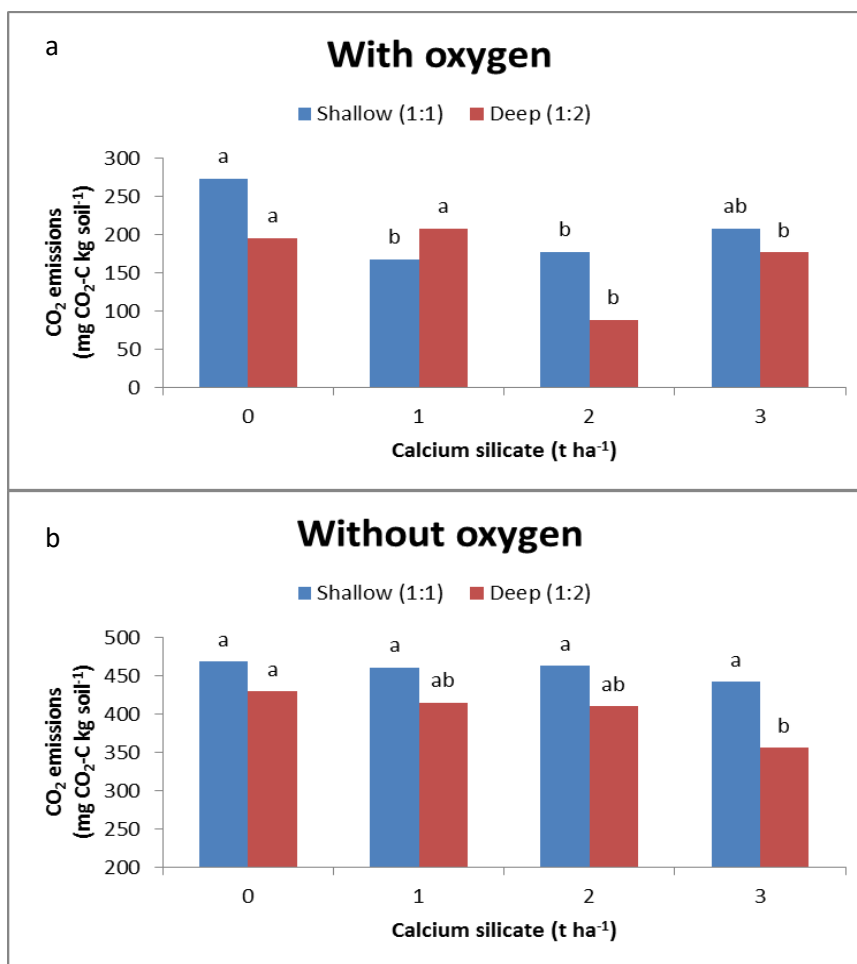 a
With oxygen
Shallow (1:1) Deep (1:2)
CO₂ emissions
(mg CO₂-C kg soil⁻¹)
300
250
200
150
100
50
0
a a b a b b ab b
0 1 2 3
Calcium silicate (t ha⁻¹)
b
Without oxygen
Shallow (1:1) Deep (1:2)
CO₂ emissions
(mg CO₂-C kg soil⁻¹)
500
450
400
350
300
250
200
a a a ab a ab a b
0 1 2 3
Calcium silicate (t ha⁻¹)